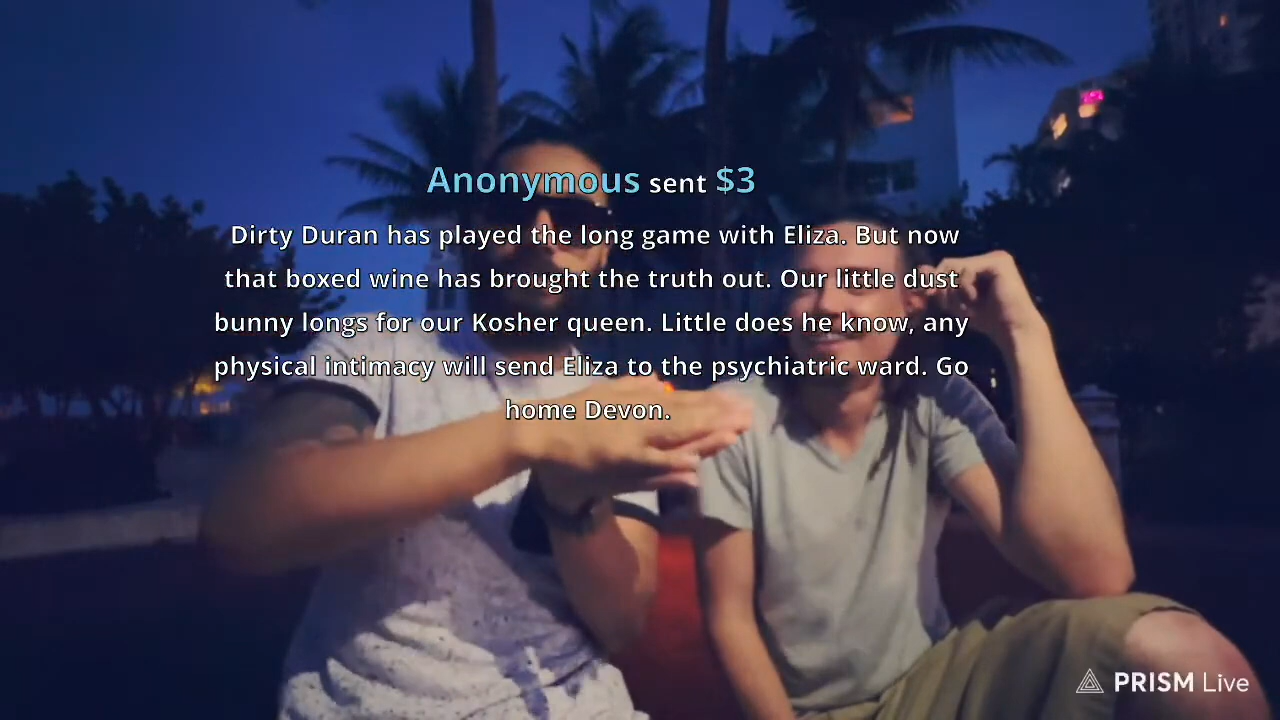 Anonymous sent $3
Dirty Duran has played the long game with Eliza. But now
that boxed wine has brought the truth out. Our little dust
bunny longs for our Kosher queen. Little does he know, any
physical intimacy will send Eliza to the psychiatric ward. Go
home Devon.
PRISM Live